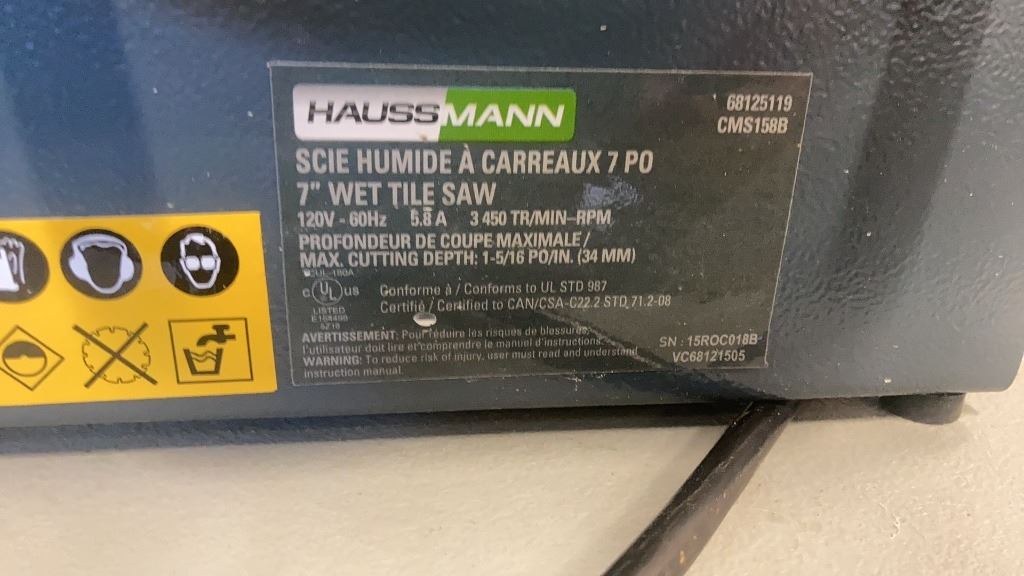 HAUSSMANN
68125119
CMS158B
SCIE HUMIDE À CARREAUX 7 PO
7" WET TILE SAW
120V - 60Hz 5.8 A 3 450 TR/MIN–RPM
PROFONDEUR DE COUPE MAXIMALE /
MAX. CUTTING DEPTH: 1-5/16 PO/IN. (34 MM)
c UL US
LISTED
Conforme à / Conforms to UL STD 987
Certifié / Certified to CAN/CSA-C22.2 STD 71.2-08
AVERTISSEMENT: Pour réduire les risques de blessures,
l'utilisateur doit lire et comprendre le manuel d'instructions.
WARNING: To reduce risk of injury, user must read and understand
instruction manual.
SN : 15ROC018B
VC68121505